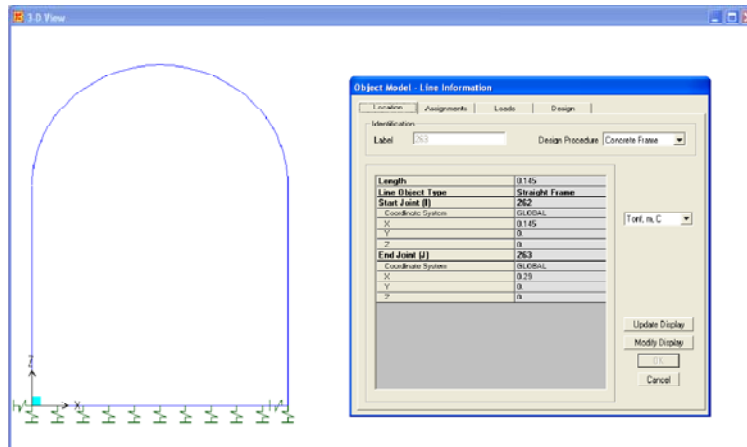 3-D View
Z
X
Object Model - Line Information
Location Assignments Loads Design
Identification
Label 263 Design Procedure Concrete Frame
Length 0.145
Line Object Type Straight Frame
Start Joint (I) 262
Coordinate System GLOBAL
X 0.145
Y 0.
Z 0.
End Joint (J) 263
Coordinate System GLOBAL
X 0.29
Y 0.
Z 0.
Tonf, m, C
Update Display
Modify Display
OK
Cancel